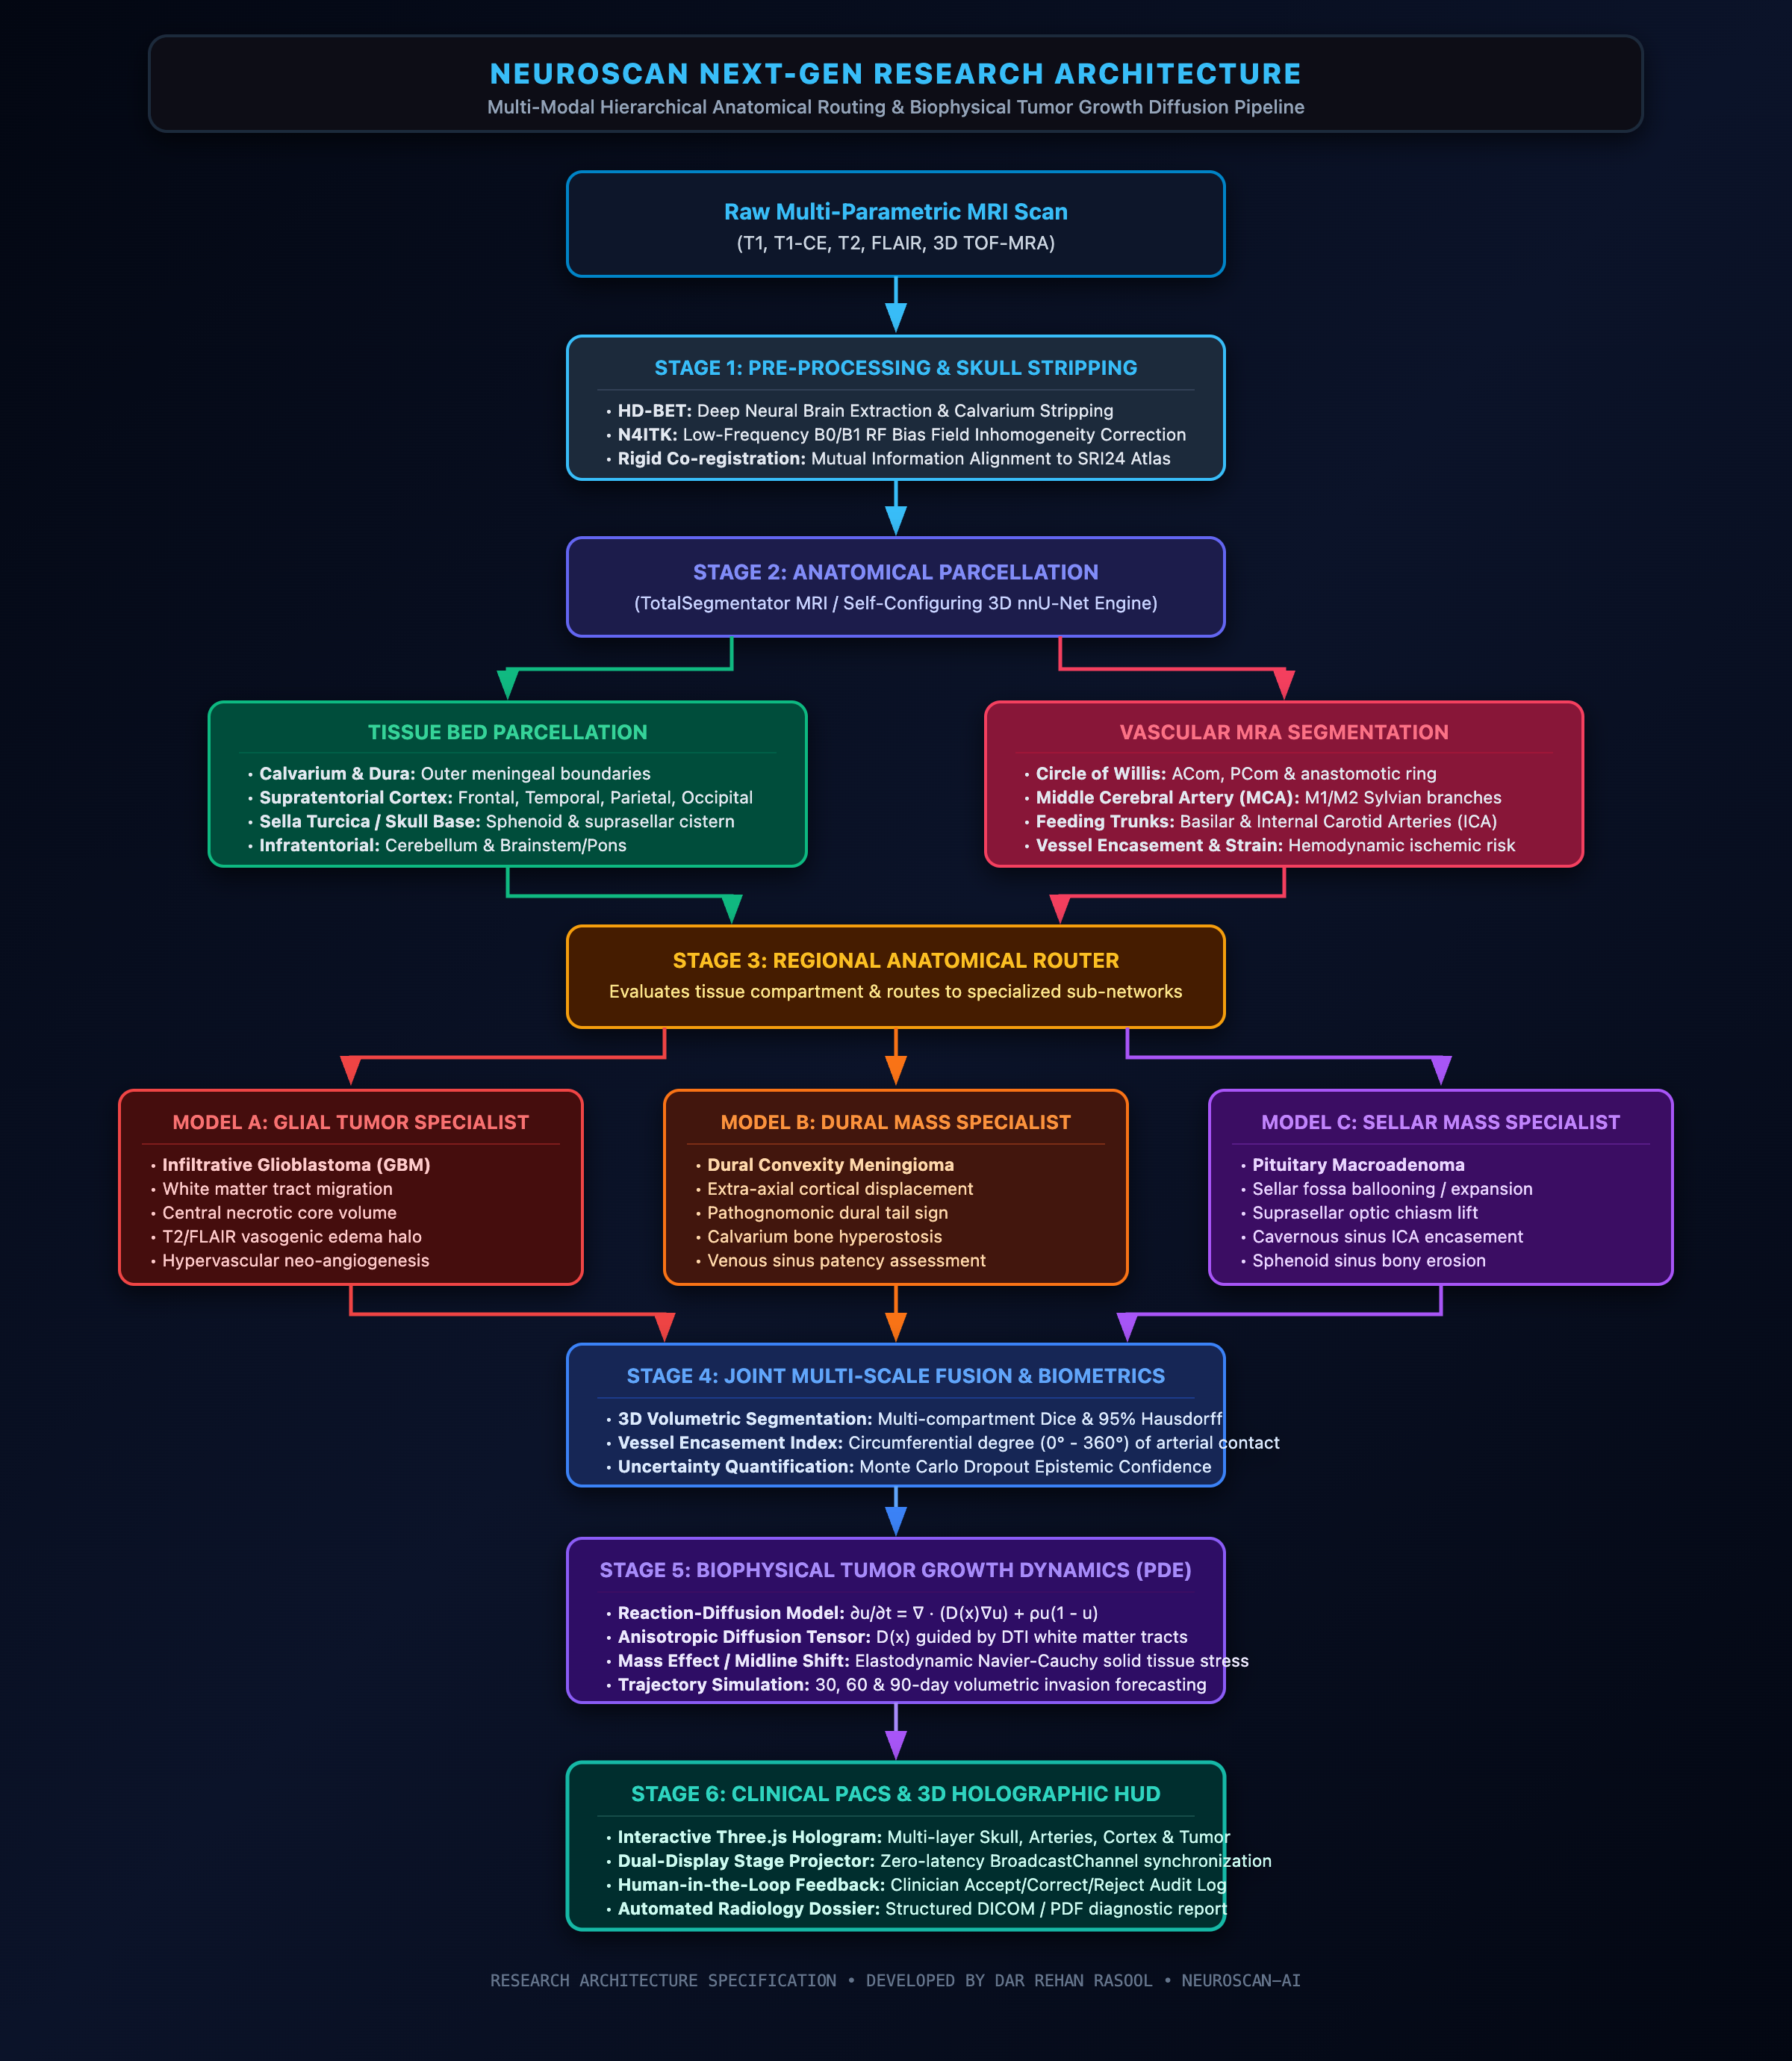 NEUROSCAN NEXT-GEN RESEARCH ARCHITECTURE
Multi-Modal Hierarchical Anatomical Routing & Biophysical Tumor Growth Diffusion Pipeline
Raw Multi-Parametric MRI Scan
(T1, T1-CE, T2, FLAIR, 3D TOF-MRA)
STAGE 1: PRE-PROCESSING & SKULL STRIPPING
• HD-BET: Deep Neural Brain Extraction & Calvarium Stripping
• N4ITK: Low-Frequency B0/B1 RF Bias Field Inhomogeneity Correction
• Rigid Co-registration: Mutual Information Alignment to SRI24 Atlas
STAGE 2: ANATOMICAL PARCELLATION
(TotalSegmentator MRI / Self-Configuring 3D nnU-Net Engine)
TISSUE BED PARCELLATION
• Calvarium & Dura: Outer meningeal boundaries
• Supratentorial Cortex: Frontal, Temporal, Parietal, Occipital
• Sella Turcica / Skull Base: Sphenoid & suprasellar cistern
• Infratentorial: Cerebellum & Brainstem/Pons
VASCULAR MRA SEGMENTATION
• Circle of Willis: ACom, PCom & anastomotic ring
• Middle Cerebral Artery (MCA): M1/M2 Sylvian branches
• Feeding Trunks: Basilar & Internal Carotid Arteries (ICA)
• Vessel Encasement & Strain: Hemodynamic ischemic risk
STAGE 3: REGIONAL ANATOMICAL ROUTER
Evaluates tissue compartment & routes to specialized sub-networks
MODEL A: GLIAL TUMOR SPECIALIST
• Infiltrative Glioblastoma (GBM)
• White matter tract migration
• Central necrotic core volume
• T2/FLAIR vasogenic edema halo
• Hypervascular neo-angiogenesis
MODEL B: DURAL MASS SPECIALIST
• Dural Convexity Meningioma
• Extra-axial cortical displacement
• Pathognomonic dural tail sign
• Calvarium bone hyperostosis
• Venous sinus patency assessment
MODEL C: SELLAR MASS SPECIALIST
• Pituitary Macroadenoma
• Sellar fossa ballooning / expansion
• Suprasellar optic chiasm lift
• Cavernous sinus ICA encasement
• Sphenoid sinus bony erosion
STAGE 4: JOINT MULTI-SCALE FUSION & BIOMETRICS
• 3D Volumetric Segmentation: Multi-compartment Dice & 95% Hausdorff
• Vessel Encasement Index: Circumferential degree (0° - 360°) of arterial contact
• Uncertainty Quantification: Monte Carlo Dropout Epistemic Confidence
STAGE 5: BIOPHYSICAL TUMOR GROWTH DYNAMICS (PDE)
• Reaction-Diffusion Model: ∂u/∂t = ∇ · (D(x)∇u) + ρu(1 - u)
• Anisotropic Diffusion Tensor: D(x) guided by DTI white matter tracts
• Mass Effect / Midline Shift: Elastodynamic Navier-Cauchy solid tissue stress
• Trajectory Simulation: 30, 60 & 90-day volumetric invasion forecasting
STAGE 6: CLINICAL PACS & 3D HOLOGRAPHIC HUD
• Interactive Three.js Hologram: Multi-layer Skull, Arteries, Cortex & Tumor
• Dual-Display Stage Projector: Zero-latency BroadcastChannel synchronization
• Human-in-the-Loop Feedback: Clinician Accept/Correct/Reject Audit Log
• Automated Radiology Dossier: Structured DICOM / PDF diagnostic report
RESEARCH ARCHITECTURE SPECIFICATION • DEVELOPED BY DAR REHAN RASOOL • NEUROSCAN-AI